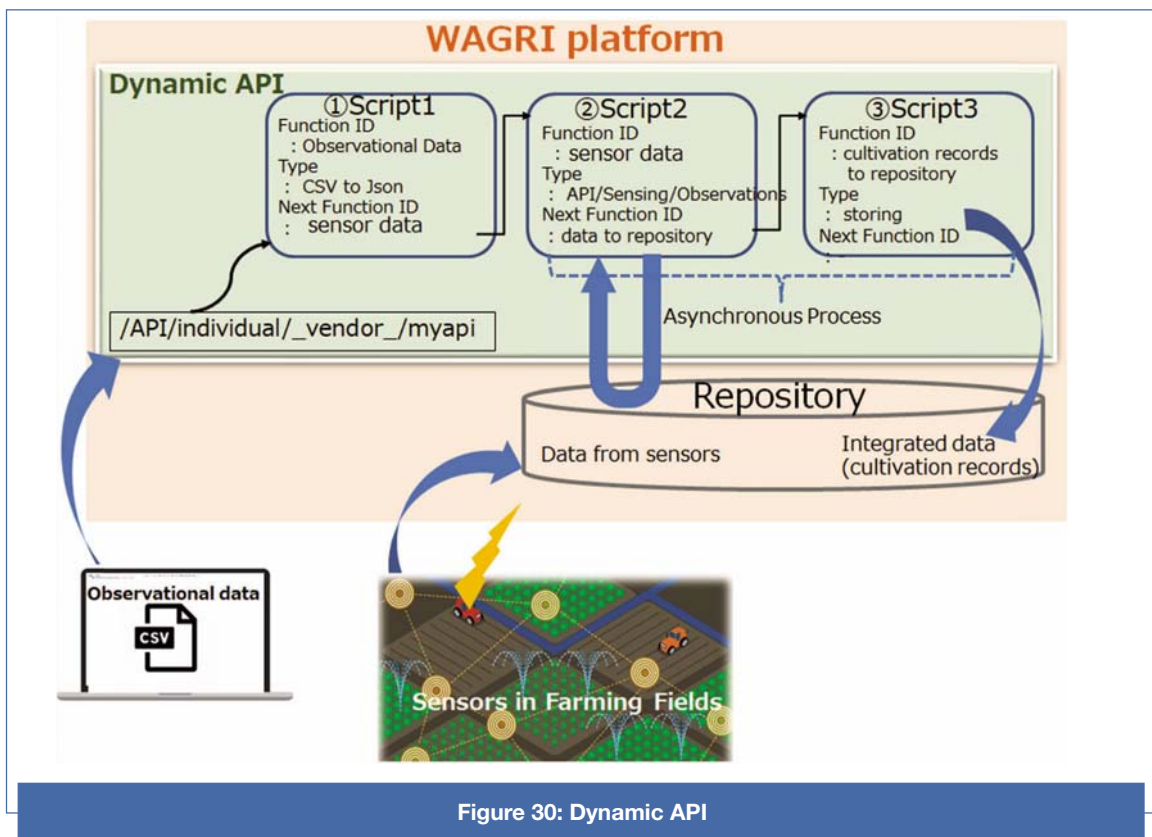 WAGRI platform
Dynamic API
①Script1
Function ID
: Observational Data
Type
: CSV to Json
Next Function ID
: sensor data
②Script2
Function ID
: sensor data
Type
: API/Sensing/Observations
Next Function ID
: data to repository
③Script3
Function ID
: cultivation records
to repository
Type
: storing
Next Function ID
: -
Asynchronous Process
/API/individual/_vendor_/myapi
Repository
Data from sensors
Integrated data
(cultivation records)
Observational data
CSV
Sensors in Farming Fields
Figure 30: Dynamic API